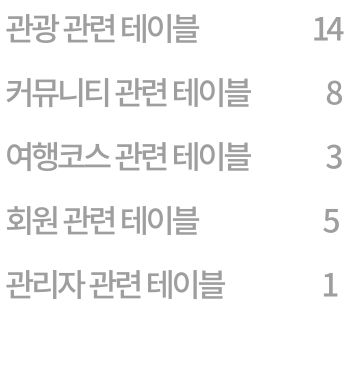 관광 관련 테이블 14
커뮤니티 관련 테이블 8
여행코스 관련 테이블 3
회원 관련 테이블 5
관리자 관련 테이블 1